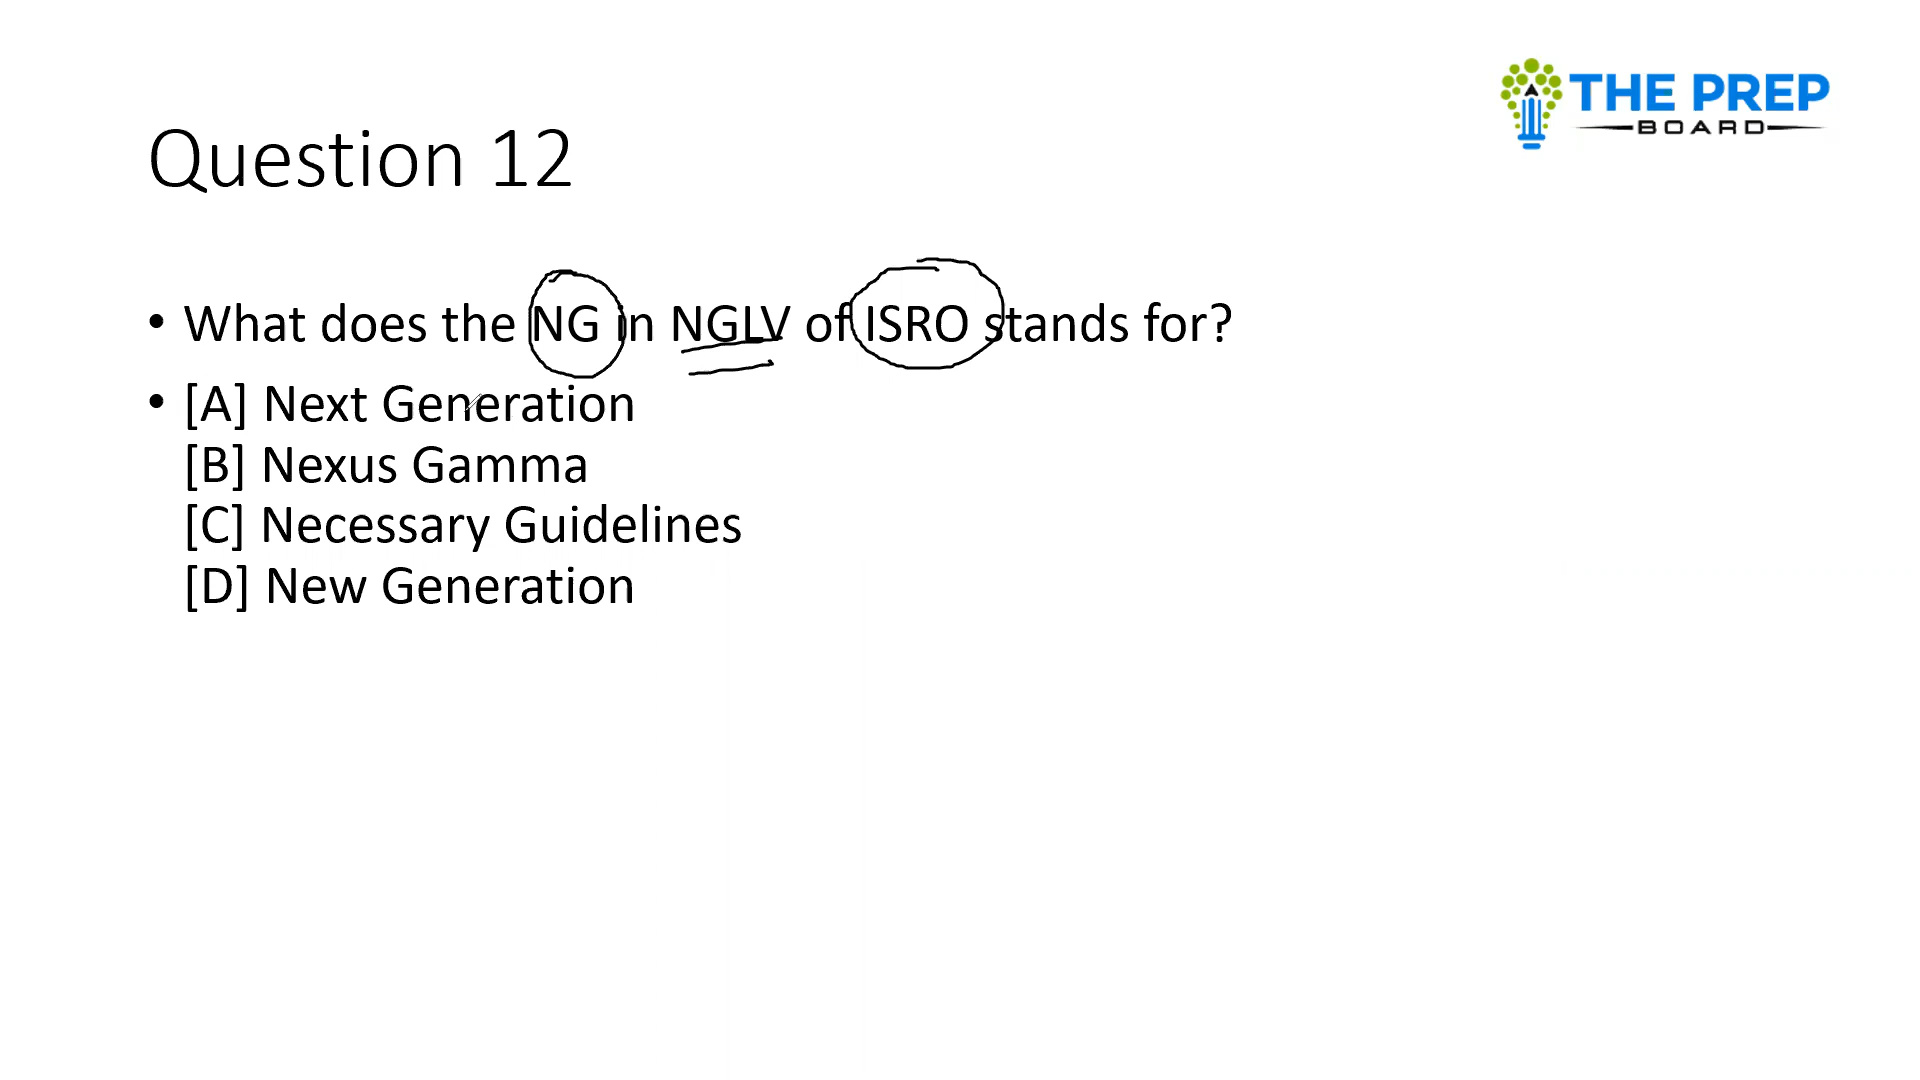 THE PREP
BOARD
Question 12
• What does the NG in NGLV of ISRO stands for?
• [A] Next Generation
[B] Nexus Gamma
[C] Necessary Guidelines
[D] New Generation